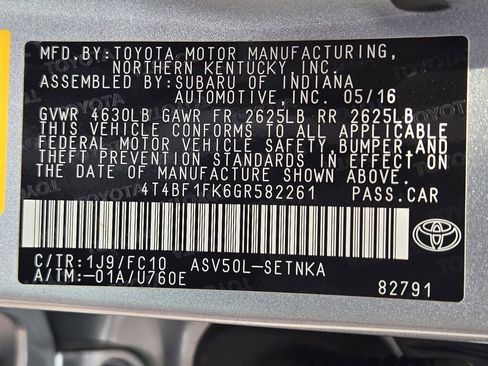 MFD.BY:TOYOTA MOTOR MANUFACTURING,
NORTHERN KENTUCKY, INC.
ASSEMBLED BY:SUBARU OF INDIANA
AUTOMOTIVE,INC. 05/16
GVWR 4630LB GAWR FR 2625LB RR 2625LB
THIS VEHICLE CONFORMS TO ALL APPLICABLE
FEDERAL MOTOR VEHICLE SAFETY,BUMPER,AND
THEFT PREVENTION STANDARDS IN EFFECT ON
THE DATE OF MANUFACTURE SHOWN ABOVE.
4T4BF1FK6GR582261 PASS.CAR
C/TR:1J9/FC10 ASV50L-SETNKA
A/TM:-01A/U760E
TOYOTA
82791